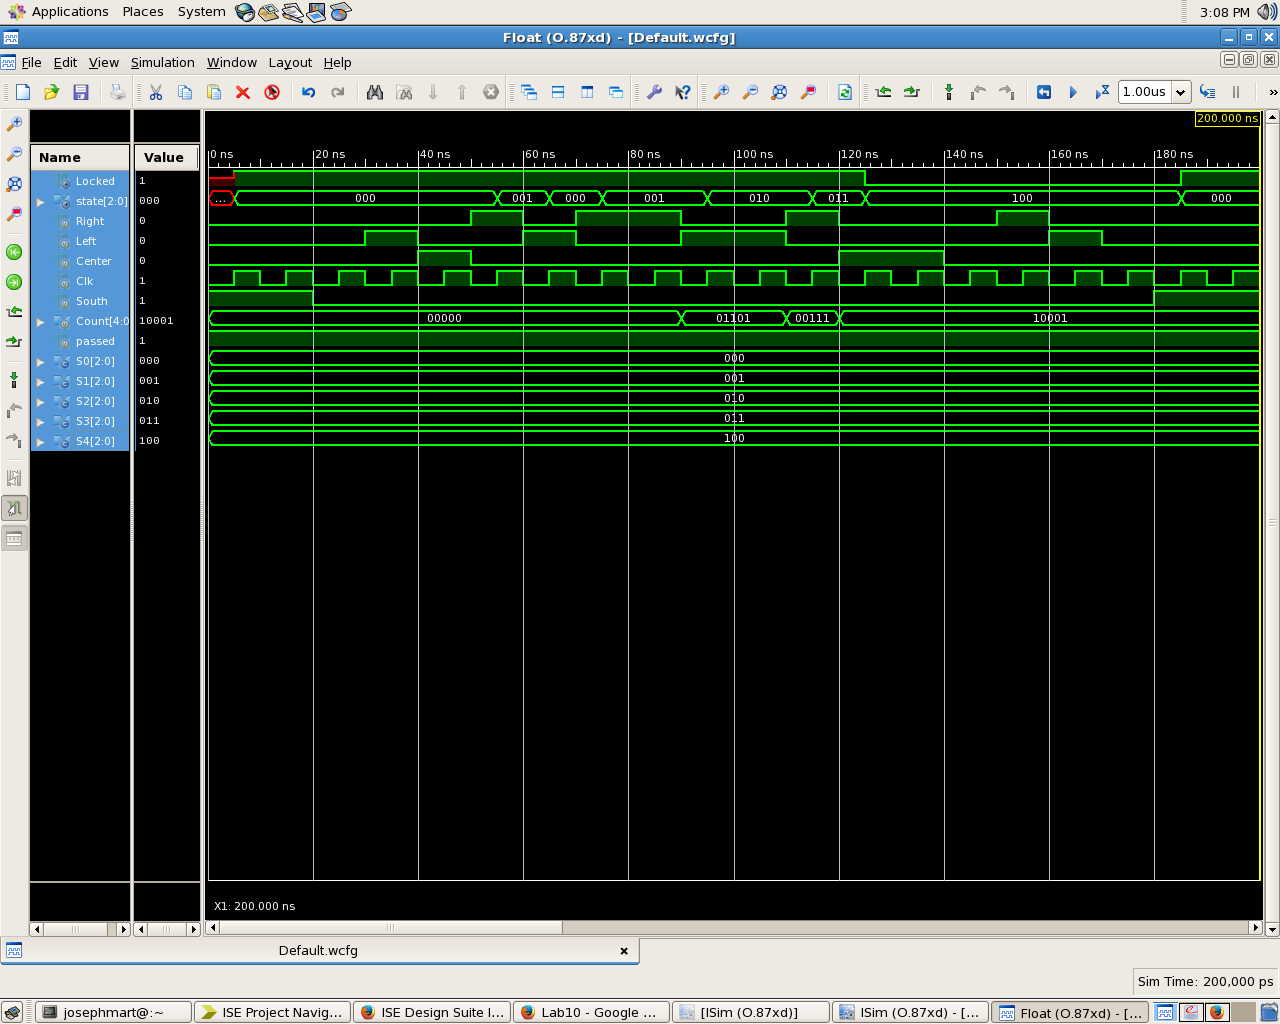 Applications Places System 3:08 PM
Float (O.87xd) - [Default.wcfg]
File Edit View Simulation Window Layout Help
1.00us »
200.000 ns
Name Value 0 ns 20 ns 40 ns 60 ns 80 ns 100 ns 120 ns 140 ns 160 ns 180 ns
Locked 1
state[2:0] 000 ... 000 001 000 001 010 011 100 000
Right 0
Left 0
Center 0
Clk 1
South 1
Count[4:0 10001 00000 01101 00111 10001
passed 1
S0[2:0] 000 000
S1[2:0] 001 001
S2[2:0] 010 010
S3[2:0] 011 011
S4[2:0] 100 100
X1: 200.000 ns
Default.wcfg
Sim Time: 200,000 ps
josephmart@:~ ISE Project Navig... ISE Design Suite I... Lab10 - Google ... [ISim (O.87xd)] ISim (O.87xd) - [... Float (O.87xd) - [...